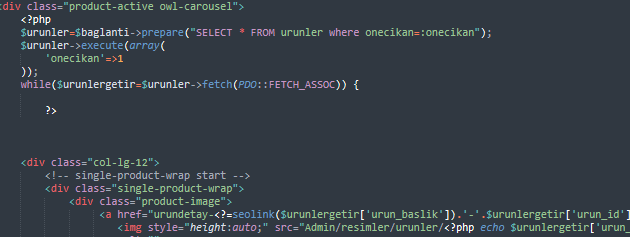 <div class="product-active owl-carousel">
<?php
$urunler=$baglanti->prepare("SELECT * FROM urunler where onecikan=:onecikan");
$urunler->execute(array(
'onecikan'=>1
));
while($urunlergetir=$urunler->fetch(PDO::FETCH_ASSOC)) {
?>
<div class="col-lg-12">
<!-- single-product-wrap start -->
<div class="single-product-wrap">
<div class="product-image">
<a href="urundetay-<?=seolink($urunlergetir['urun_baslik']).'-'.$urunlergetir['urun_id']
<img style="height:auto;" src="Admin/resimler/urunler/<?php echo $urunlergetir['urun_